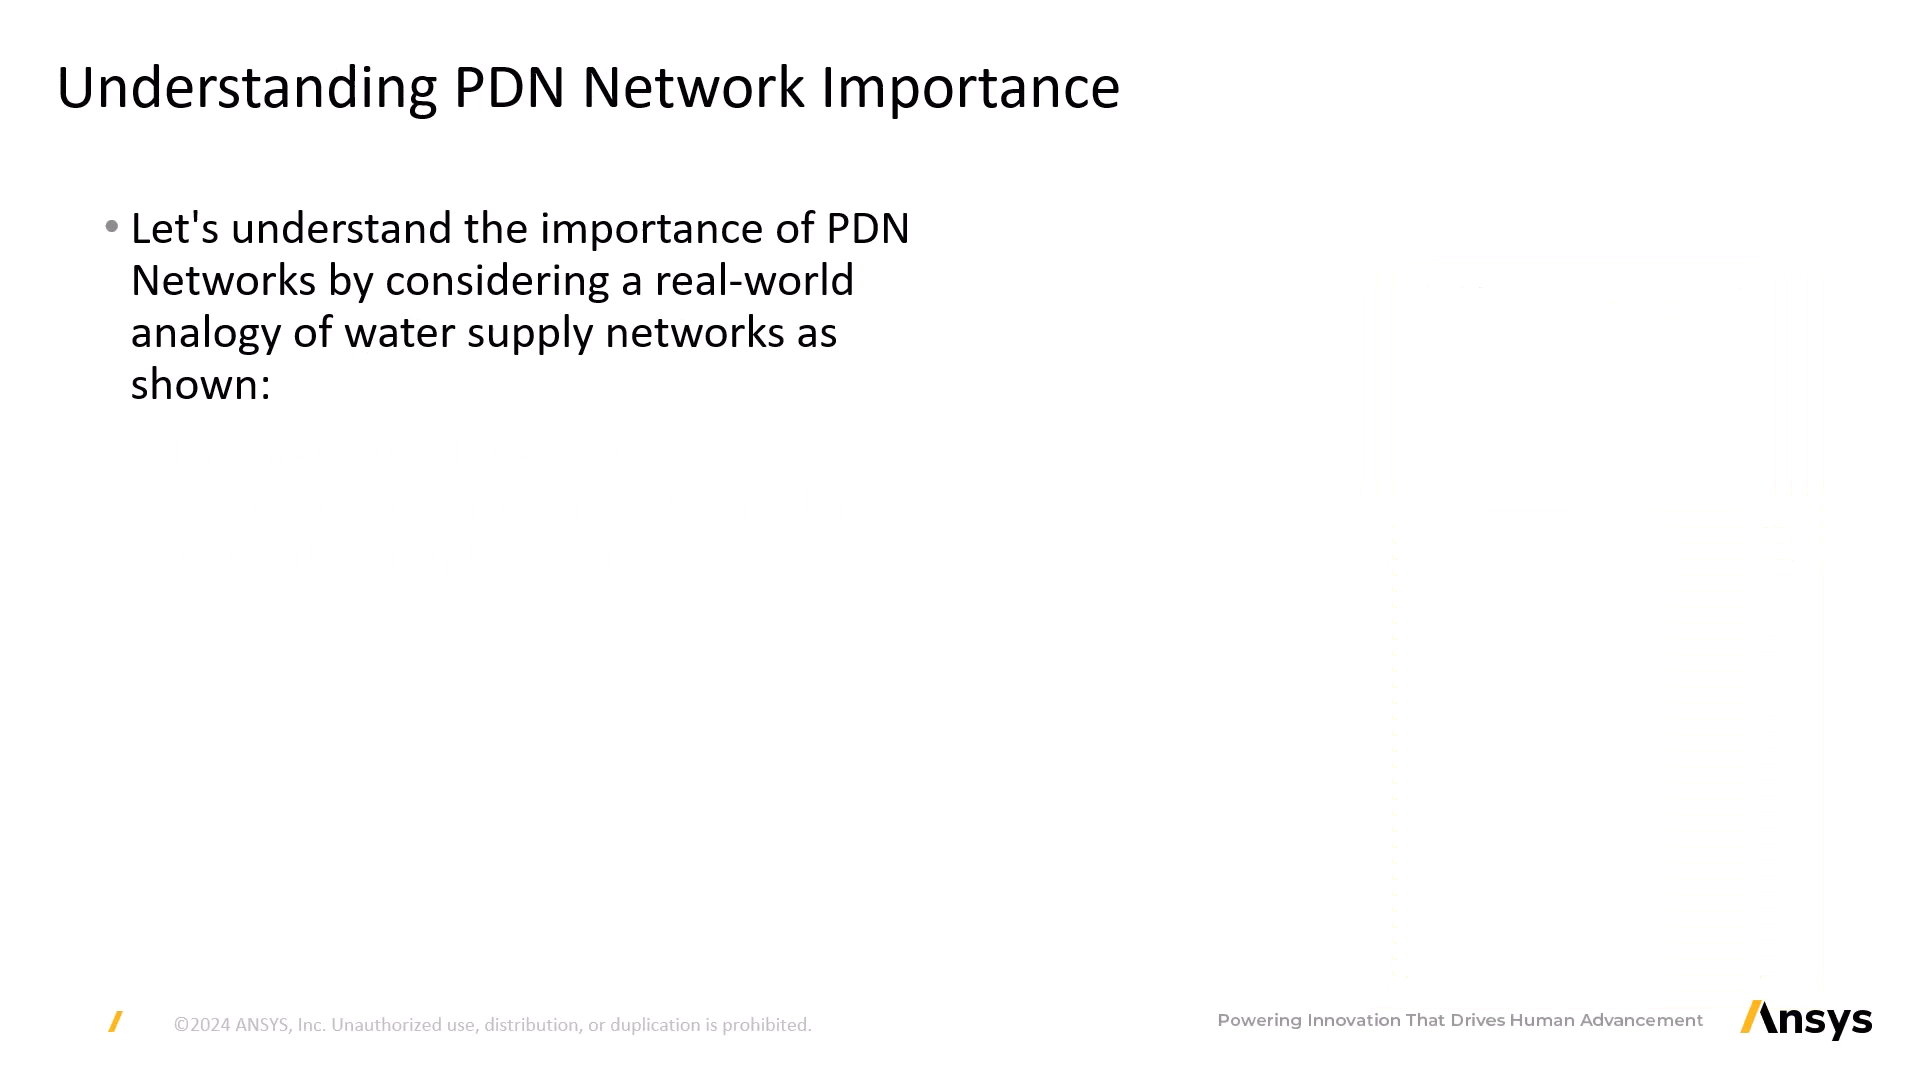 Understanding PDN Network Importance
• Let's understand the importance of PDN
Networks by considering a real-world
analogy of water supply networks as
shown:
©2024 ANSYS, Inc. Unauthorized use, distribution, or duplication is prohibited.
Powering Innovation That Drives Human Advancement
Ansys